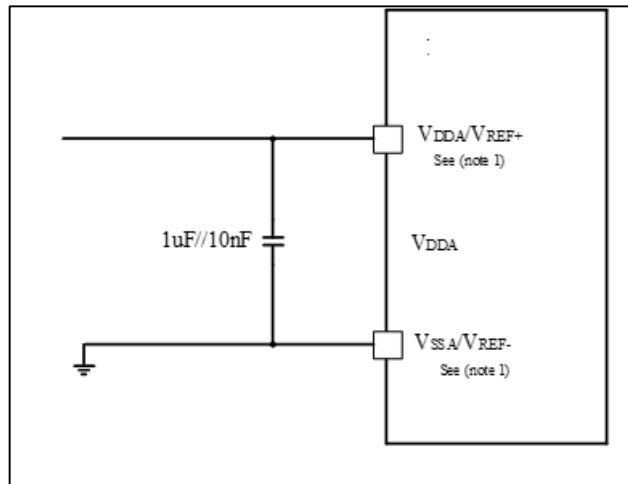 VDDA/VREF+
See (note 1)
1uF//10nF
VDDA
VSSA/VREF-
See (note 1)